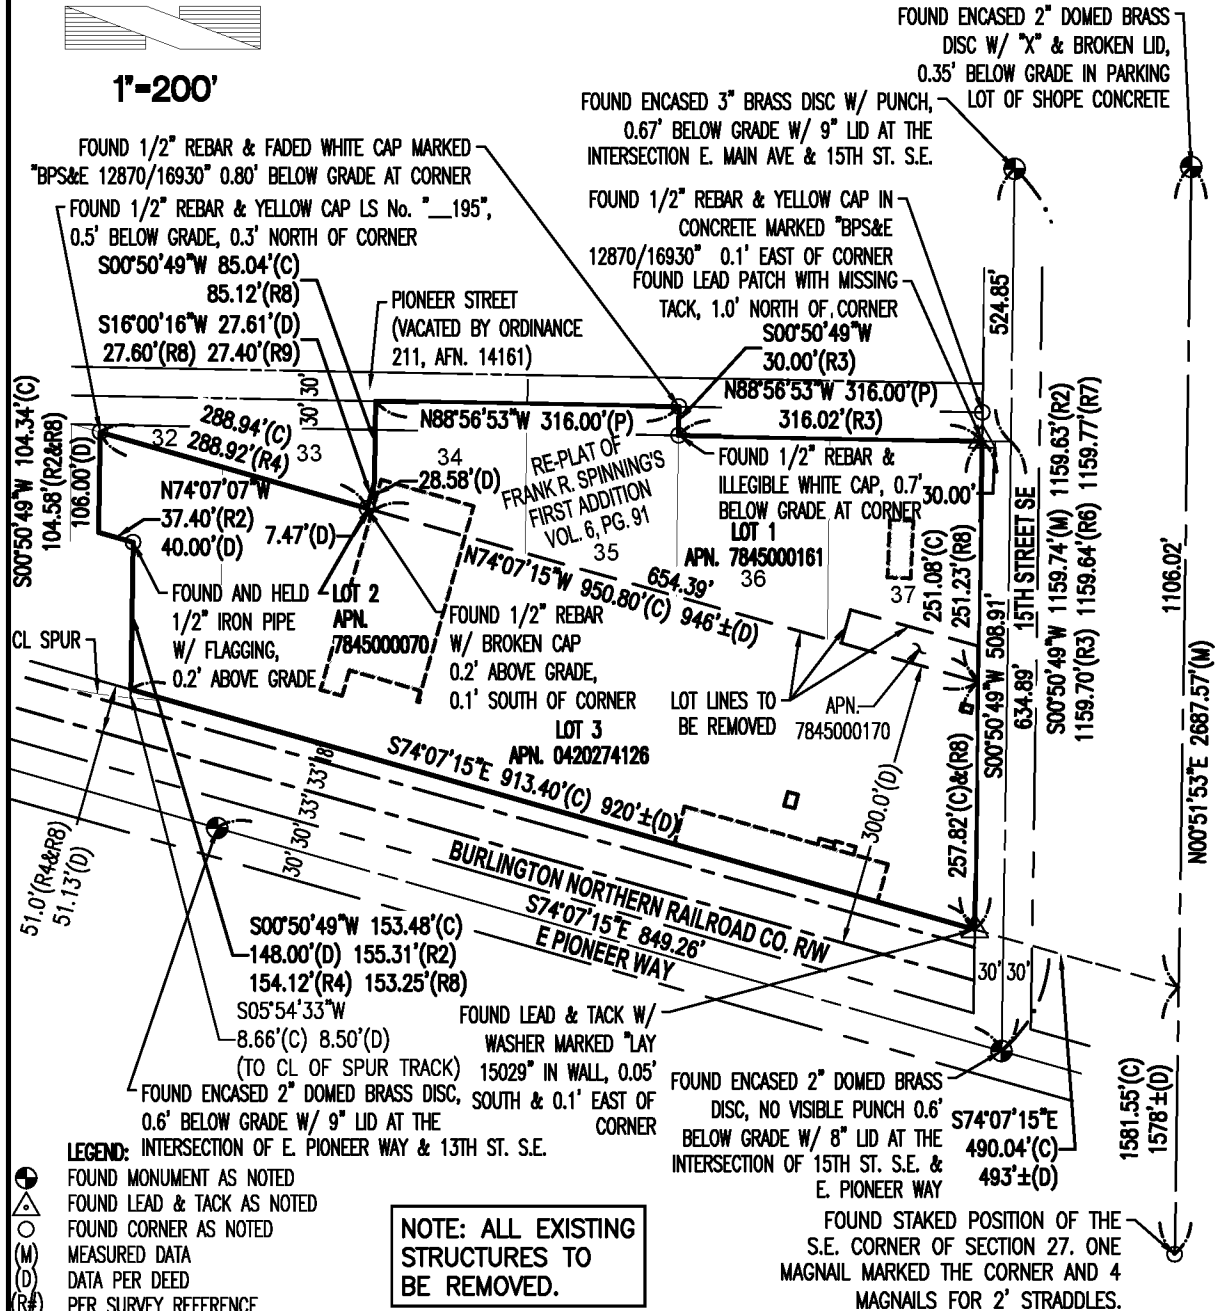 1"=200'
FOUND ENCASED 2" DOMED BRASS
DISC W/ "X" & BROKEN LID,
0.35' BELOW GRADE IN PARKING
LOT OF SHOPE CONCRETE
FOUND ENCASED 3" BRASS DISC W/ PUNCH,
0.67' BELOW GRADE W/ 9" LID AT THE
INTERSECTION E. MAIN AVE & 15TH ST. S.E.
FOUND 1/2" REBAR & FADED WHITE CAP MARKED
"BPS&E 12870/16930" 0.80' BELOW GRADE AT CORNER
FOUND 1/2" REBAR & YELLOW CAP LS No. "__195",
0.5' BELOW GRADE, 0.3' NORTH OF CORNER
FOUND 1/2" REBAR & YELLOW CAP IN
CONCRETE MARKED "BPS&E
12870/16930" 0.1' EAST OF CORNER
FOUND LEAD PATCH WITH MISSING
TACK, 1.0' NORTH OF CORNER
S00°50'49"W 85.04'(C)
85.12'(R8)
S16°00'16"W 27.61'(D)
27.60'(R8) 27.40'(R9)
PIONEER STREET
(VACATED BY ORDINANCE
211, AFN. 14161)
S00°50'49"W
30.00'(R3)
N88°56'53"W 316.00'(P)
316.02'(R3)
524.85'
30' 30'
N88°56'53"W 316.00'(P)
S00°50'49"W 104.34'(C)
104.58'(R2&R8)
106.00'(D)
288.94'(C)
288.92'(R4)
32
33
34
35
36
37
28.58'(D)
RE-PLAT OF
FRANK R. SPINNING'S
FIRST ADDITION
VOL. 6, PG. 91
FOUND 1/2" REBAR &
ILLEGIBLE WHITE CAP, 0.7'
BELOW GRADE AT CORNER
30.00'
LOT 1
APN. 7845000161
N74°07'07"W
37.40'(R2)
40.00'(D)
7.47'(D)
N74°07'15"W 950.80'(C) 946'±(D)
654.39'
251.08'(C)
251.23'(R8)
S00°50'49"W 508.91'
634.89'
15TH STREET SE
S00°50'49"W 1159.74'(M) 1159.63'(R2)
1159.70'(R3) 1159.64'(R6) 1159.77'(R7)
1106.02'
N00°51'53"E 2687.57'(M)
FOUND AND HELD
1/2" IRON PIPE
W/ FLAGGING,
0.2' ABOVE GRADE
LOT 2
APN.
7845000070
FOUND 1/2" REBAR
W/ BROKEN CAP
0.2' ABOVE GRADE,
0.1' SOUTH OF CORNER
CL SPUR
LOT LINES TO
BE REMOVED
APN.
7845000170
LOT 3
APN. 0420274126
S74°07'15"E 913.40'(C) 920'±(D)
300.0'(D)
257.82'(C)&(R8)
30' 30' 33' 33' 18'
51.0'(R4&R8)
51.13'(D)
BURLINGTON NORTHERN RAILROAD CO. R/W
S74°07'15"E 849.26'
E PIONEER WAY
30' 30'
S00°50'49"W 153.48'(C)
148.00'(D) 155.31'(R2)
154.12'(R4) 153.25'(R8)
S05°54'33"W
8.66'(C) 8.50'(D)
(TO CL OF SPUR TRACK)
FOUND LEAD & TACK W/
WASHER MARKED "LAY
15029" IN WALL, 0.05'
SOUTH & 0.1' EAST OF
CORNER
FOUND ENCASED 2" DOMED BRASS DISC,
0.6' BELOW GRADE W/ 9" LID AT THE
INTERSECTION OF E. PIONEER WAY & 13TH ST. S.E.
FOUND ENCASED 2" DOMED BRASS
DISC, NO VISIBLE PUNCH 0.6'
BELOW GRADE W/ 8" LID AT THE
INTERSECTION OF 15TH ST. S.E. &
E. PIONEER WAY
S74°07'15"E
490.04'(C)
493'±(D)
1581.55'(C)
1578'±(D)
LEGEND:
FOUND MONUMENT AS NOTED
FOUND LEAD & TACK AS NOTED
FOUND CORNER AS NOTED
(M) MEASURED DATA
(D) DATA PER DEED
(R#) PER SURVEY REFERENCE
NOTE: ALL EXISTING
STRUCTURES TO
BE REMOVED.
FOUND STAKED POSITION OF THE
S.E. CORNER OF SECTION 27. ONE
MAGNAIL MARKED THE CORNER AND 4
MAGNAILS FOR 2' STRADDLES.